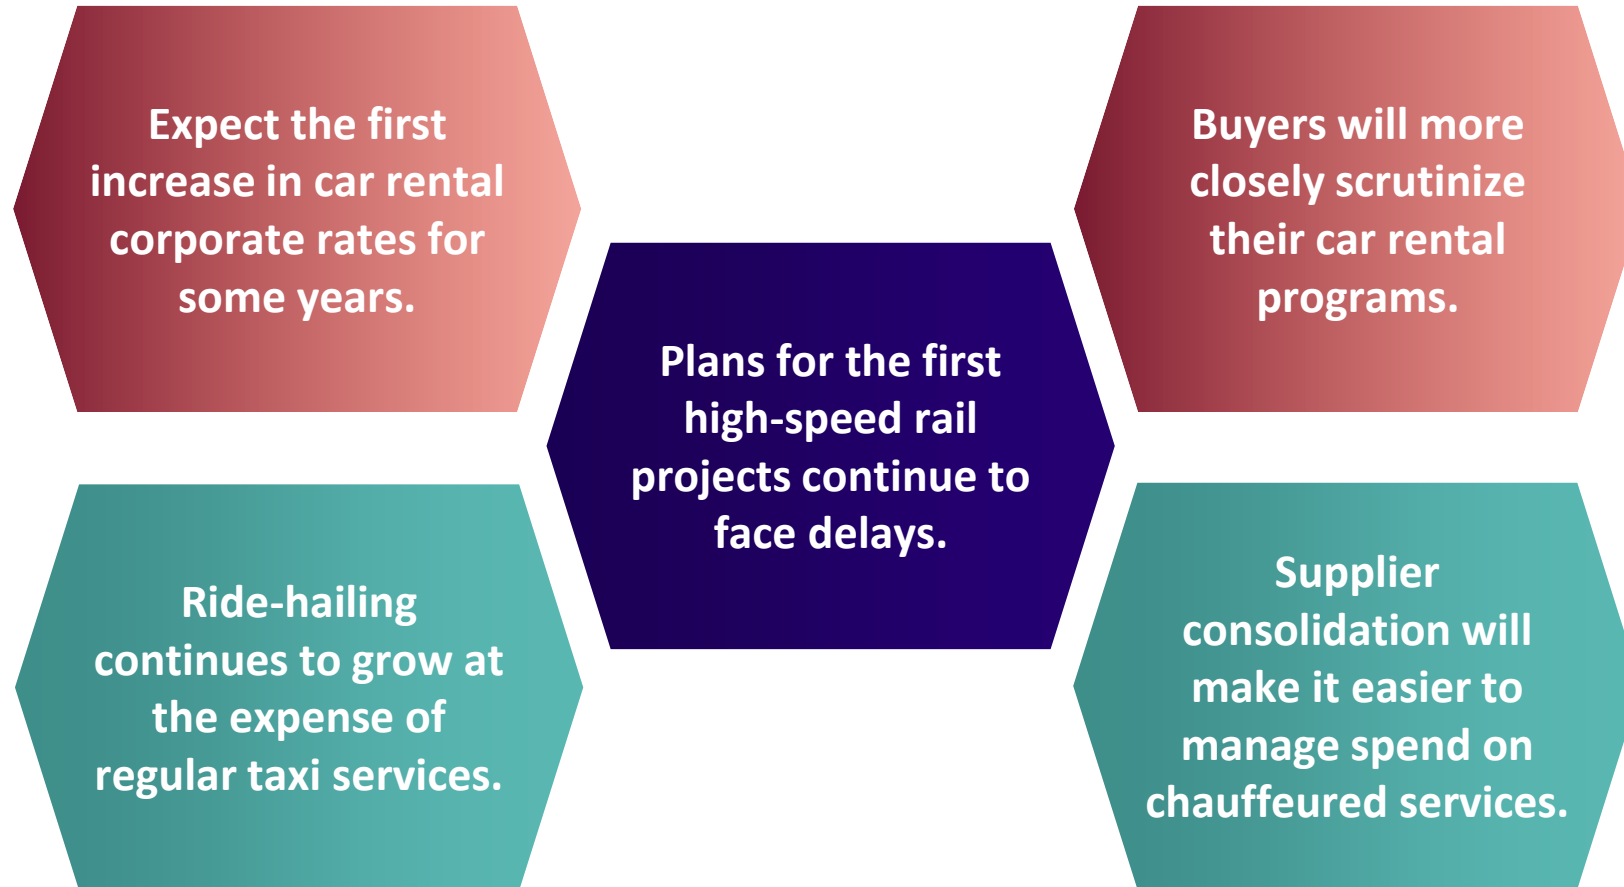 Expect the first
increase in car rental
corporate rates for
some years.
Buyers will more
closely scrutinize
their car rental
programs.
Plans for the first
high-speed rail
projects continue to
face delays.
Ride-hailing
continues to grow at
the expense of
regular taxi services.
Supplier
consolidation will
make it easier to
manage spend on
chauffeured services.